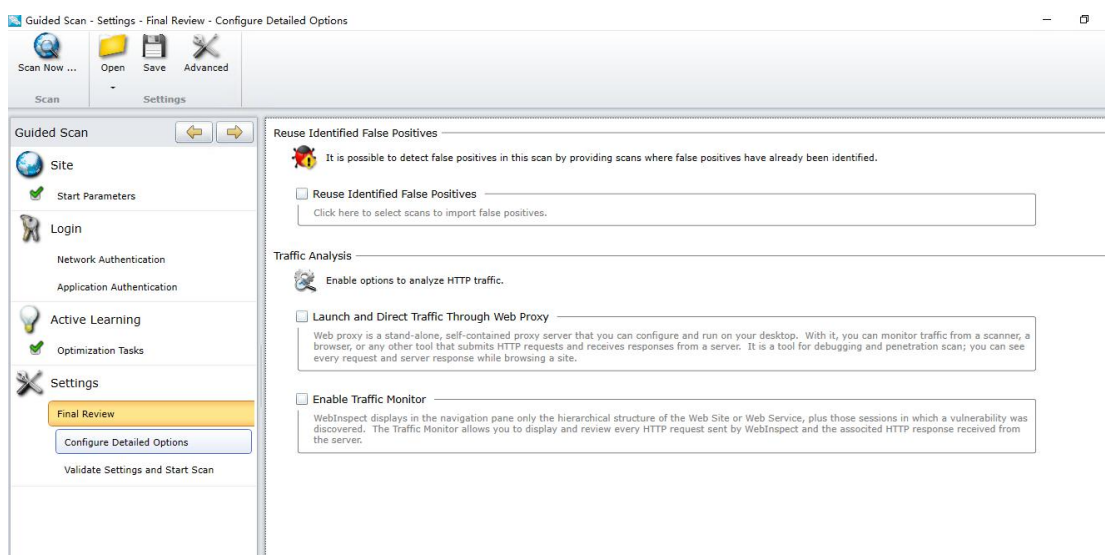 Guided Scan - Settings - Final Review - Configure Detailed Options
Scan Now ...
Open
Save
Advanced
Scan
Settings
Guided Scan
Site
Start Parameters
Login
Network Authentication
Application Authentication
Active Learning
Optimization Tasks
Settings
Final Review
Configure Detailed Options
Validate Settings and Start Scan
Reuse Identified False Positives
It is possible to detect false positives in this scan by providing scans where false positives have already been identified.
Reuse Identified False Positives
Click here to select scans to import false positives.
Traffic Analysis
Enable options to analyze HTTP traffic.
Launch and Direct Traffic Through Web Proxy
Web proxy is a stand-alone, self-contained proxy server that you can configure and run on your desktop. With it, you can monitor traffic from a scanner, a
browser, or any other tool that submits HTTP requests and receives responses from a server. It is a tool for debugging and penetration scan; you can see
every request and server response while browsing a site.
Enable Traffic Monitor
WebInspect displays in the navigation pane only the hierarchical structure of the Web Site or Web Service, plus those sessions in which a vulnerability was
discovered. The Traffic Monitor allows you to display and review every HTTP request sent by WebInspect and the associted HTTP response received from
the server.